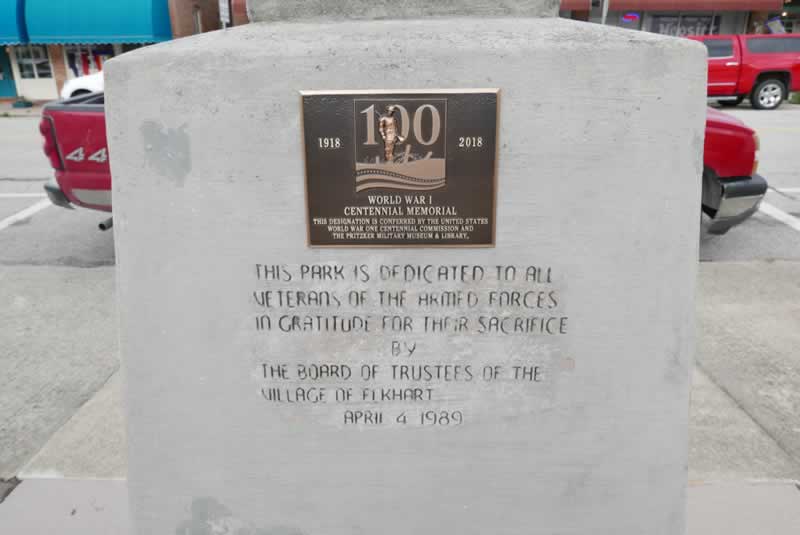 100
1918 2018
WORLD WAR I
CENTENNIAL MEMORIAL
THIS DESIGNATION IS CONFERRED BY THE UNITED STATES
WORLD WAR ONE CENTENNIAL COMMISSION AND
THE PRITZKER MILITARY MUSEUM & LIBRARY.
THIS PARK IS DEDICATED TO ALL
VETERANS OF THE ARMED FORCES
IN GRATITUDE FOR THEIR SACRIFICE
BY
THE BOARD OF TRUSTEES OF THE
VILLAGE OF ELKHART
APRIL 4 1989
4 4